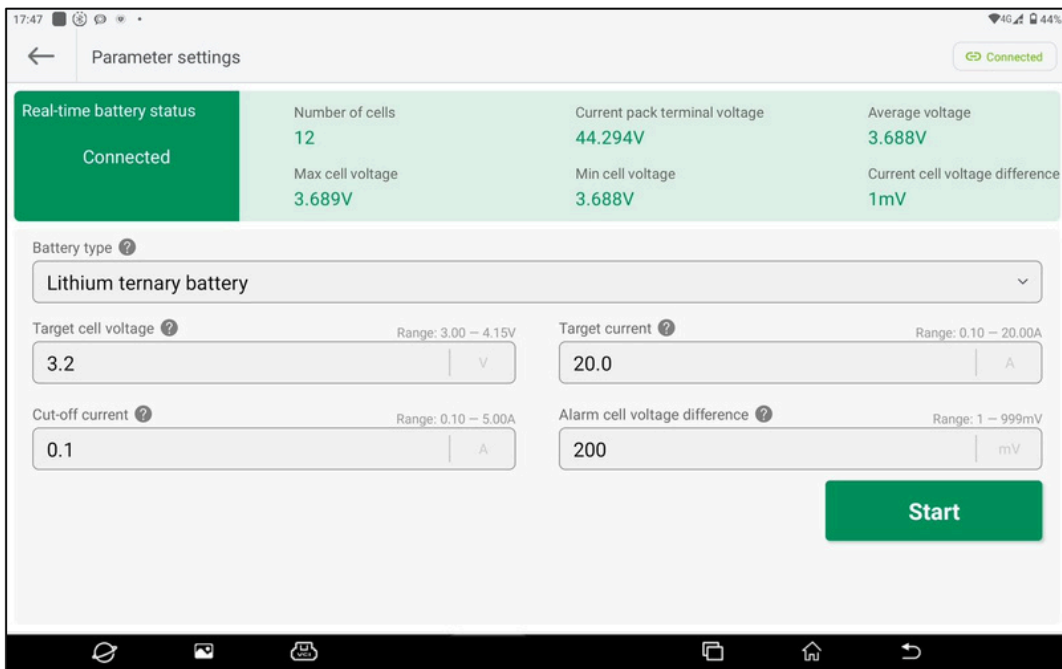 17:47
4G 44%
Parameter settings
Connected
Real-time battery status
Connected
Number of cells
12
Current pack terminal voltage
44.294V
Average voltage
3.688V
Max cell voltage
3.689V
Min cell voltage
3.688V
Current cell voltage difference
1mV
Battery type ?
Lithium ternary battery
Target cell voltage ?
Range: 3.00 — 4.15V
3.2 V
Target current ?
Range: 0.10 — 20.00A
20.0 A
Cut-off current ?
Range: 0.10 — 5.00A
0.1 A
Alarm cell voltage difference ?
Range: 1 — 999mV
200 mV
Start
VCI